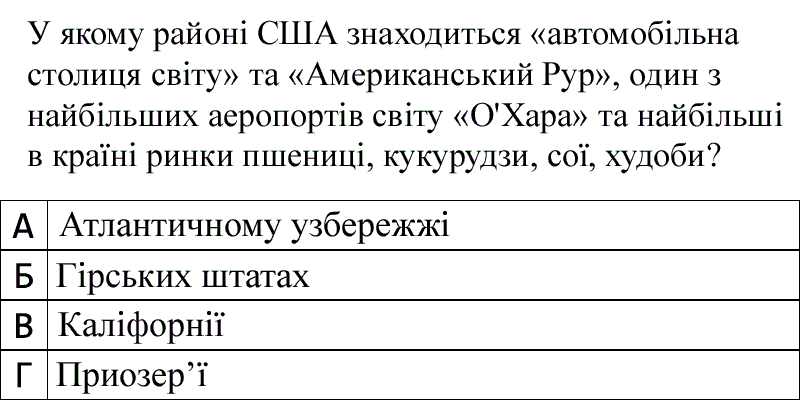 У якому районі США знаходиться «автомобільна
столиця світу» та «Американський Рур», один з
найбільших аеропортів світу «О'Хара» та найбільші
в країні ринки пшениці, кукурудзи, сої, худоби?
А Атлантичному узбережжі
Б Гірських штатах
В Каліфорнії
Г Приозер’ї